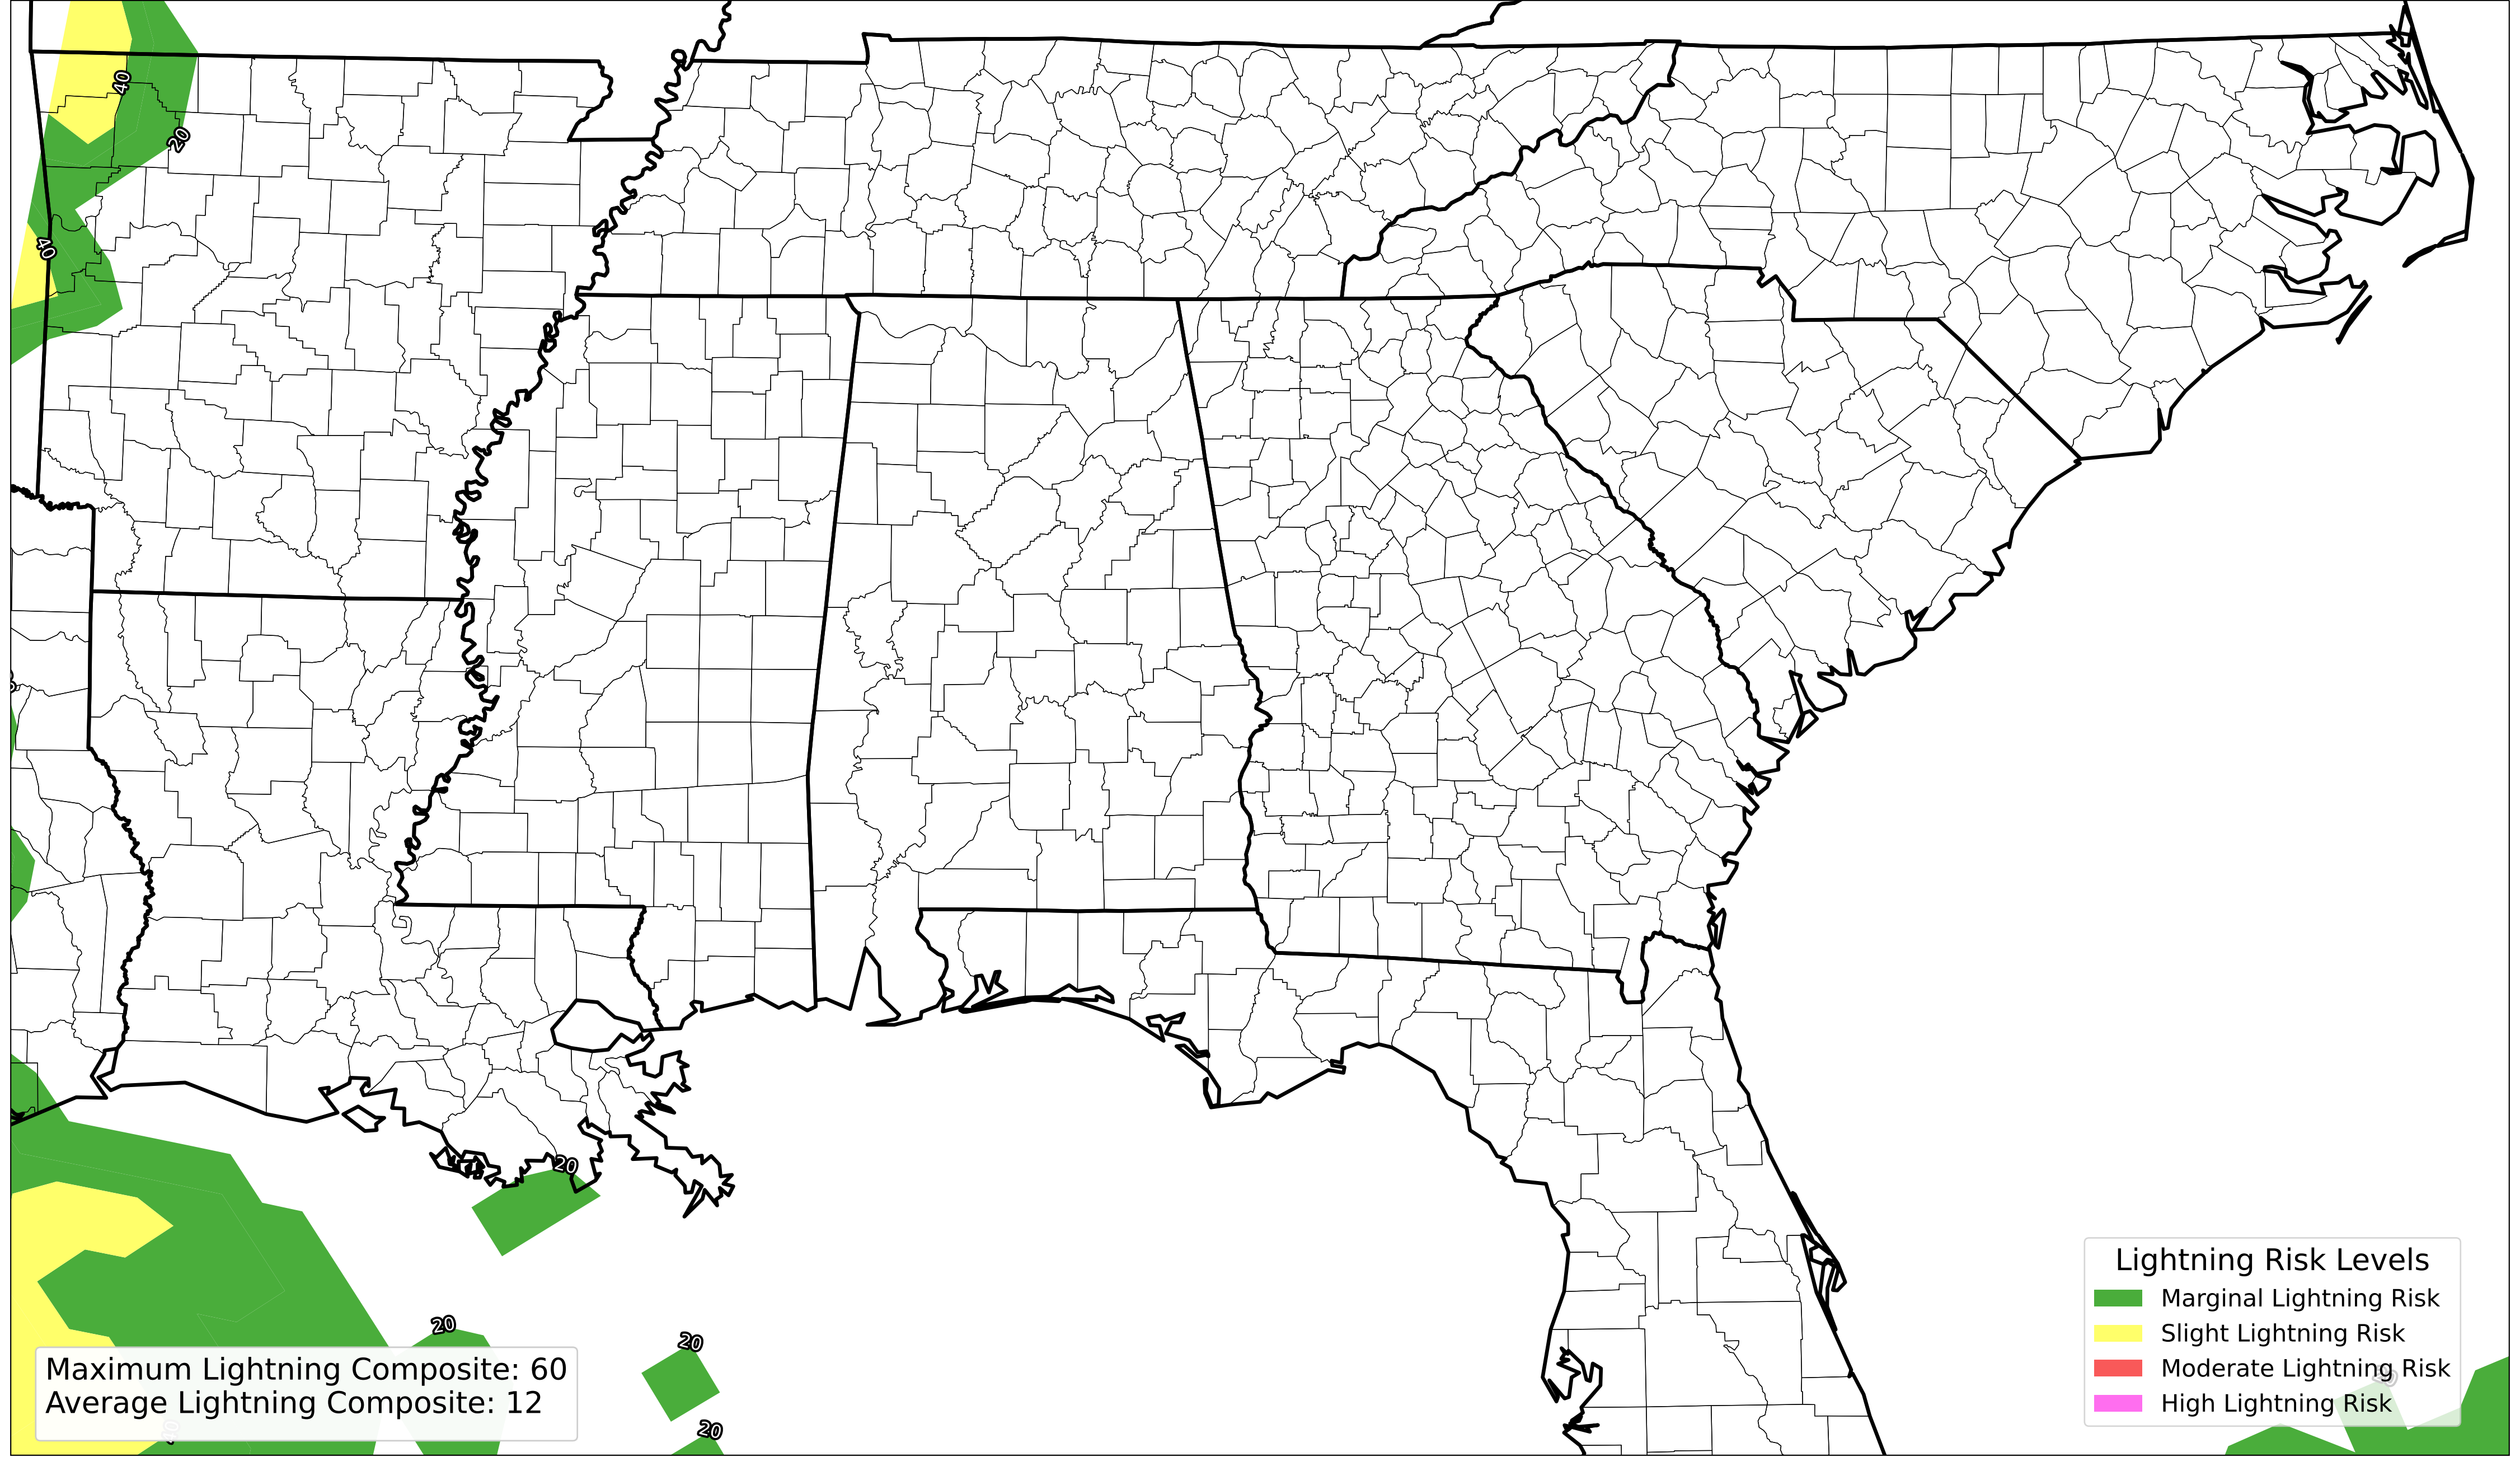 40
20
40
20
20
20
20
Lightning Risk Levels
Marginal Lightning Risk
Slight Lightning Risk
Moderate Lightning Risk
High Lightning Risk
Maximum Lightning Composite: 60
Average Lightning Composite: 12